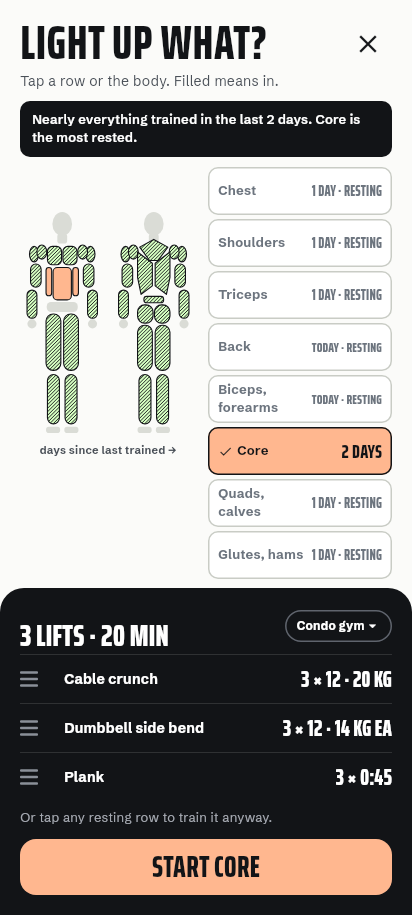 LIGHT UP WHAT?
Tap a row or the body. Filled means in.
Nearly everything trained in the last 2 days. Core is
the most rested.
Chest 1 DAY · RESTING
Shoulders 1 DAY · RESTING
Triceps 1 DAY · RESTING
Back TODAY · RESTING
Biceps,
forearms TODAY · RESTING
✓ Core 2 DAYS
Quads,
calves 1 DAY · RESTING
Glutes, hams 1 DAY · RESTING
days since last trained →
3 LIFTS · 20 MIN
Condo gym
Cable crunch 3 × 12 · 20 KG
Dumbbell side bend 3 × 12 · 14 KG EA
Plank 3 × 0:45
Or tap any resting row to train it anyway.
START CORE